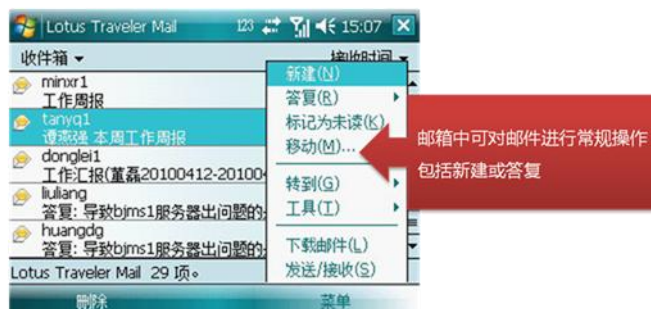 Lotus Traveler Mail 123 15:07
收件箱 接收时间
minxr1
工作周报
tanyq1
谭燕强 本周工作周报
donglei1
工作汇报(董磊20100412-20100
liuliang
答复: 导致bjms1服务器出问题的
huangdg
答复: 导致bjms1服务器出问题的
Lotus Traveler Mail 29 项。
删除 菜单
新建(N)
答复(R)
标记为未读(K)
移动(M)...
转到(G)
工具(I)
下载邮件(L)
发送/接收(S)
邮箱中可对邮件进行常规操作
包括新建或答复